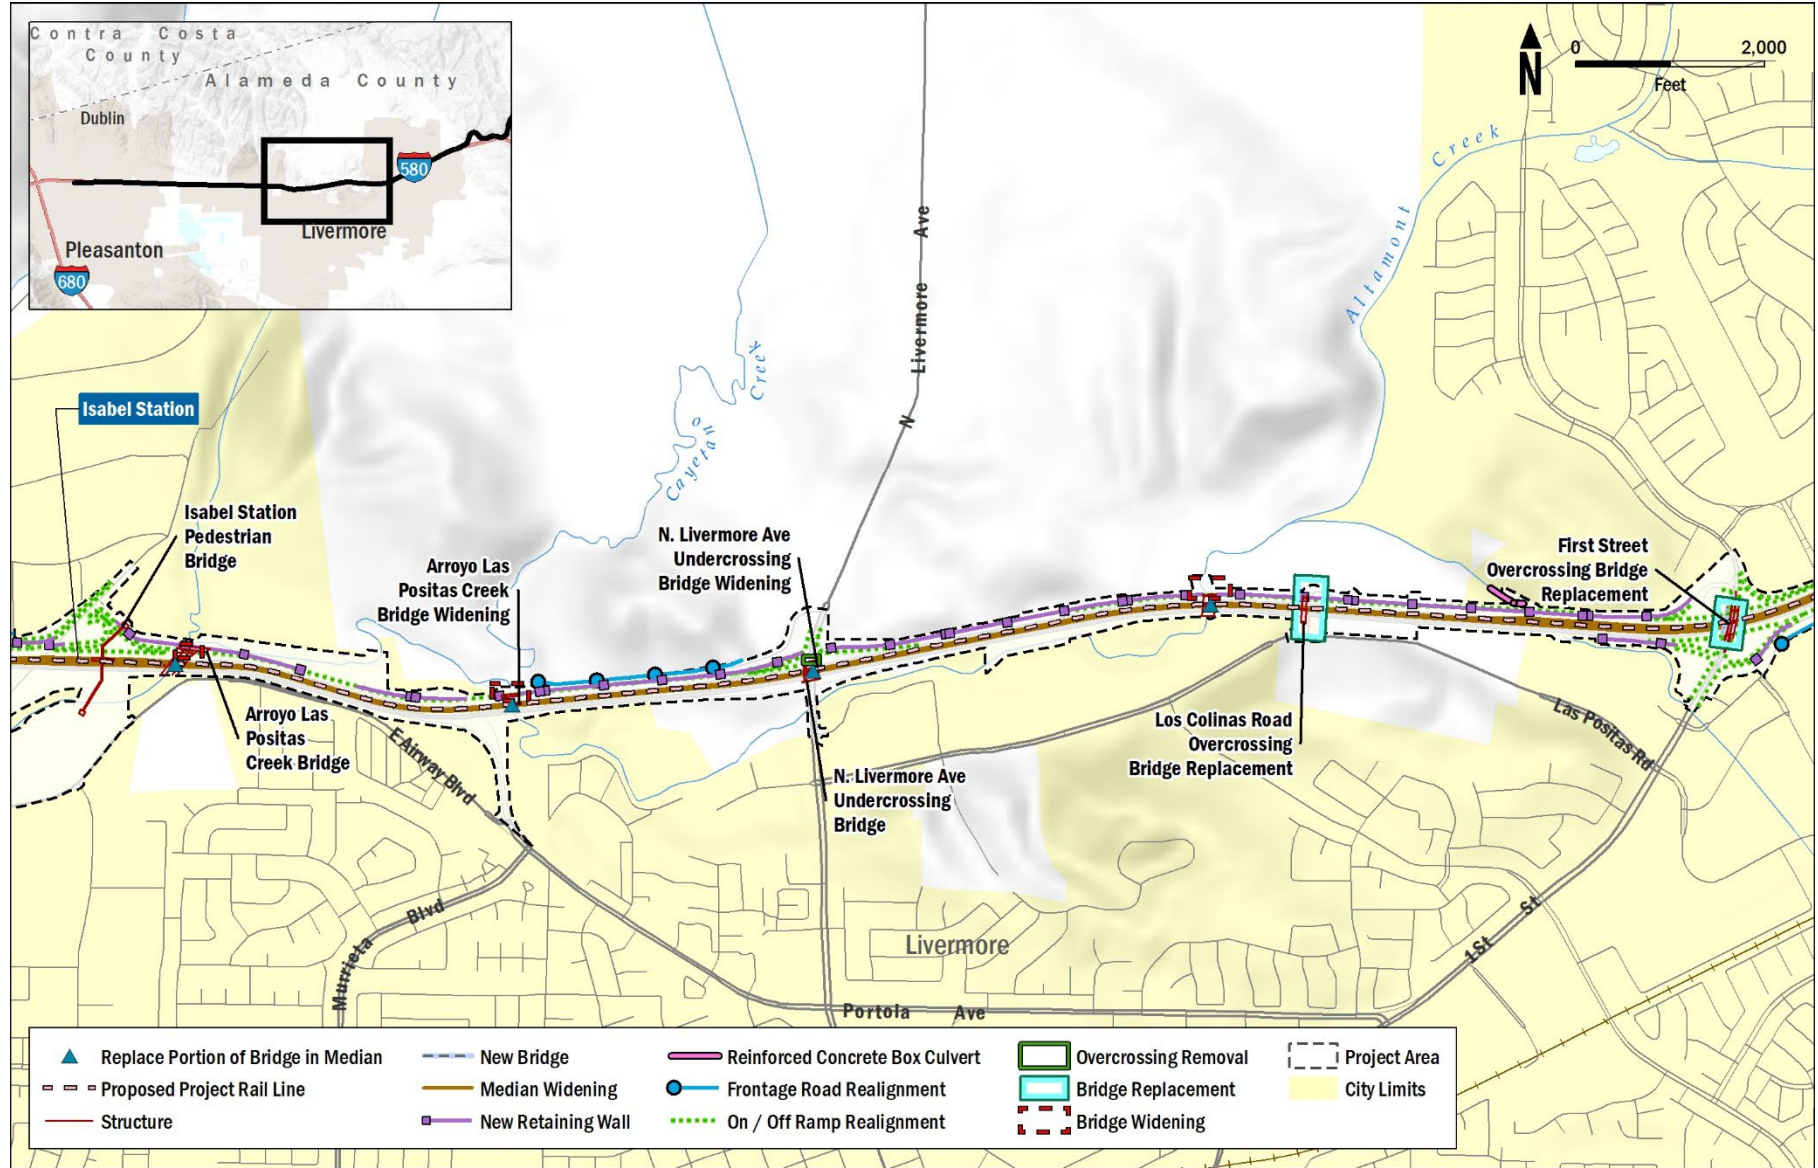 Contra Costa
County
Alameda County
Dublin
580
Livermore
Pleasanton
680
N
0 2,000
Feet
Creek
Altamont
N Livermore Ave
Cayetano Creek
Isabel Station
Isabel Station
Pedestrian
Bridge
Arroyo Las
Positas Creek
Bridge Widening
N. Livermore Ave
Undercrossing
Bridge Widening
First Street
Overcrossing Bridge
Replacement
Arroyo Las
Positas
Creek Bridge
E Airway Blvd
N. Livermore Ave
Undercrossing
Bridge
Los Colinas Road
Overcrossing
Bridge Replacement
Las Positas Rd
Murrieta Blvd
Livermore
1 St St
Portola Ave
Replace Portion of Bridge in Median
Proposed Project Rail Line
Structure
New Bridge
Median Widening
New Retaining Wall
Reinforced Concrete Box Culvert
Frontage Road Realignment
On / Off Ramp Realignment
Overcrossing Removal
Bridge Replacement
Bridge Widening
Project Area
City Limits